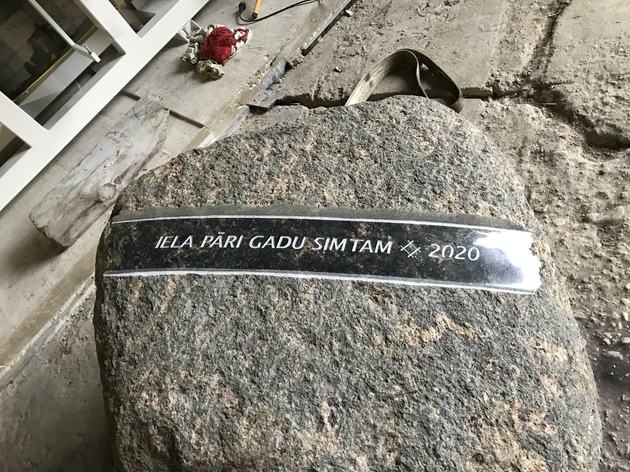 IELA PĀRI GADU SIMTAM 2020